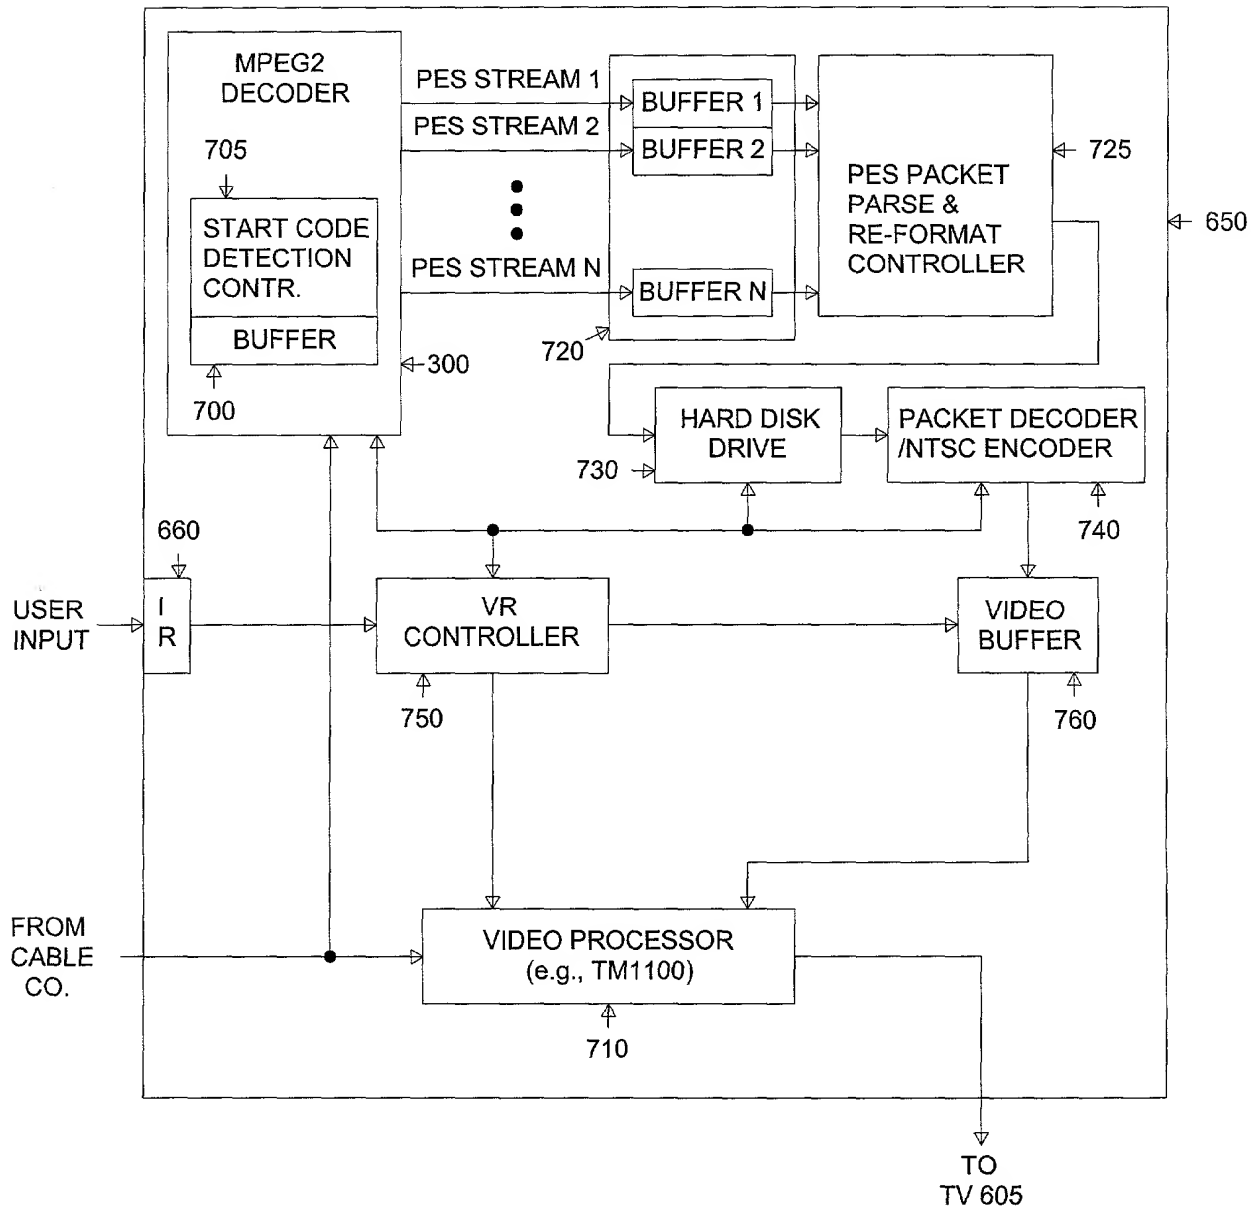 MPEG2
DECODER
705
START CODE
DETECTION
CONTR.
BUFFER
700
300
PES STREAM 1
PES STREAM 2
PES STREAM N
BUFFER 1
BUFFER 2
BUFFER N
720
PES PACKET
PARSE &
RE-FORMAT
CONTROLLER
725
650
HARD DISK
DRIVE
730
PACKET DECODER
/NTSC ENCODER
740
660
USER
INPUT
I
R
VR
CONTROLLER
750
VIDEO
BUFFER
760
FROM
CABLE
CO.
VIDEO PROCESSOR
(e.g., TM1100)
710
TO
TV 605